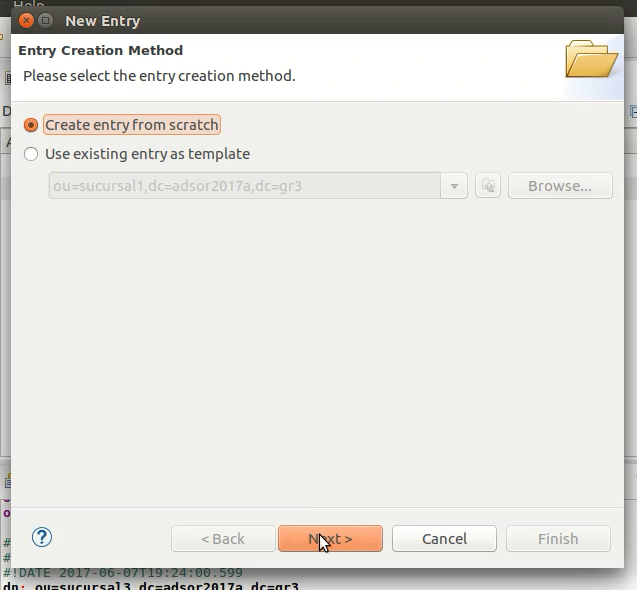 Help
New Entry
Entry Creation Method
Please select the entry creation method.
Create entry from scratch
Use existing entry as template
ou=sucursal1,dc=adsor2017a,dc=gr3
Browse...
< Back
Next >
Cancel
Finish
#!DATE 2017-06-07T19:24:00.599
dn: ou=sucursal3,dc=adsor2017a,dc=gr3